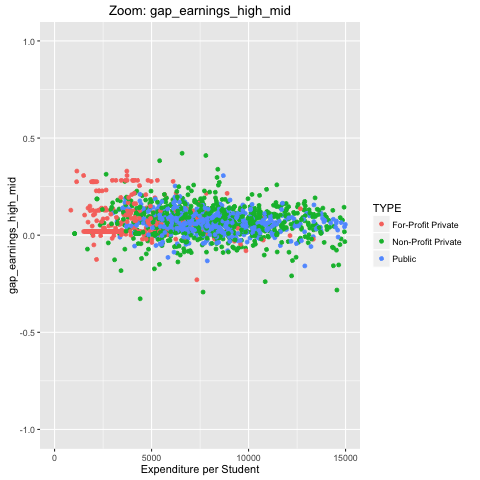 Zoom: gap_earnings_high_mid
1.0
0.5
0.0
-0.5
-1.0
gap_earnings_high_mid
0
5000
10000
15000
Expenditure per Student
TYPE
For-Profit Private
Non-Profit Private
Public